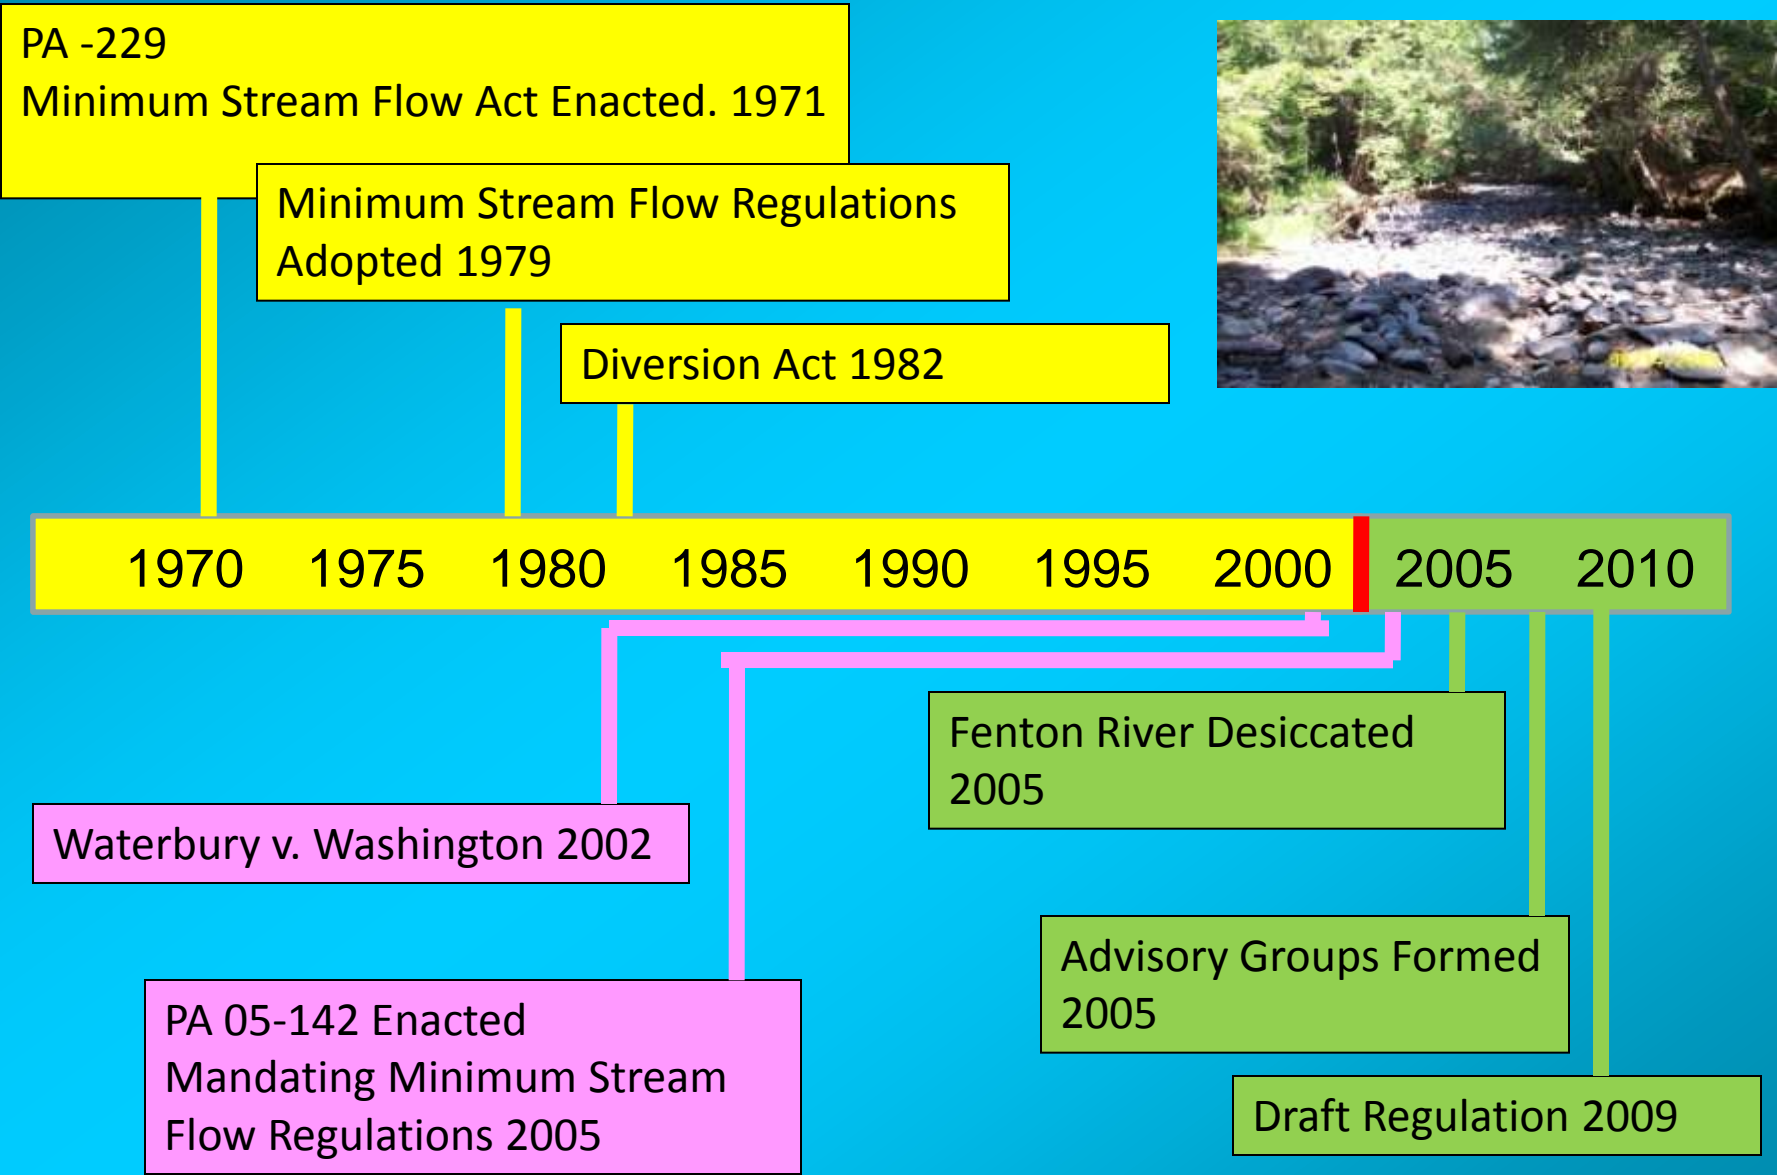 PA -229
Minimum Stream Flow Act Enacted. 1971
Minimum Stream Flow Regulations
Adopted 1979
Diversion Act 1982
1970 1975 1980 1985 1990 1995 2000 2005 2010
Fenton River Desiccated
2005
Waterbury v. Washington 2002
Advisory Groups Formed
2005
PA 05-142 Enacted
Mandating Minimum Stream
Flow Regulations 2005
Draft Regulation 2009